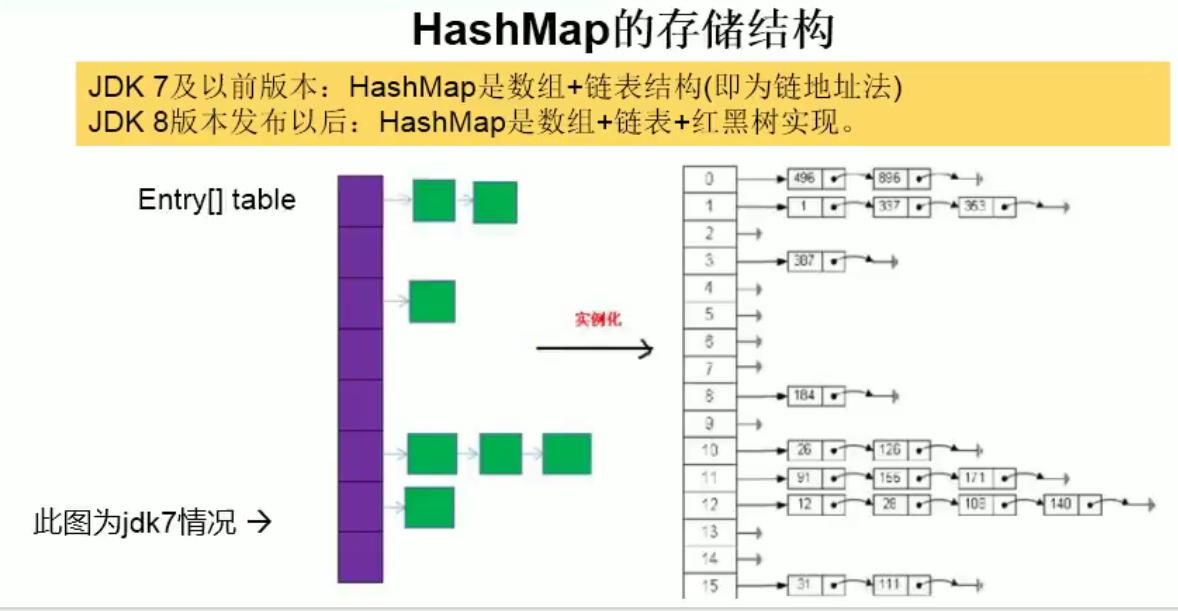 HashMap的存储结构
JDK 7及以前版本：HashMap是数组+链表结构(即为链地址法)
JDK 8版本发布以后：HashMap是数组+链表+红黑树实现。
Entry[] table
实例化
此图为jdk7情况 →
0 496 896
1 1 337 353
2
3 387
4
5
6
7
8 184
9
10 26 126
11 91 155 171
12 12 28 108 140
13
14
15 31 111